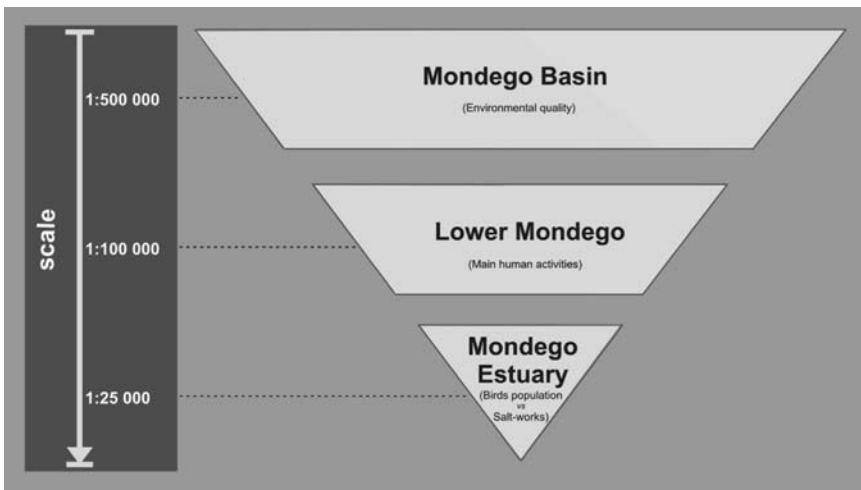 scale
1:500 000
Mondego Basin
(Environmental quality)
1:100 000
Lower Mondego
(Main human activities)
1:25 000
Mondego
Estuary
(Birds population
vs
Salt-works)